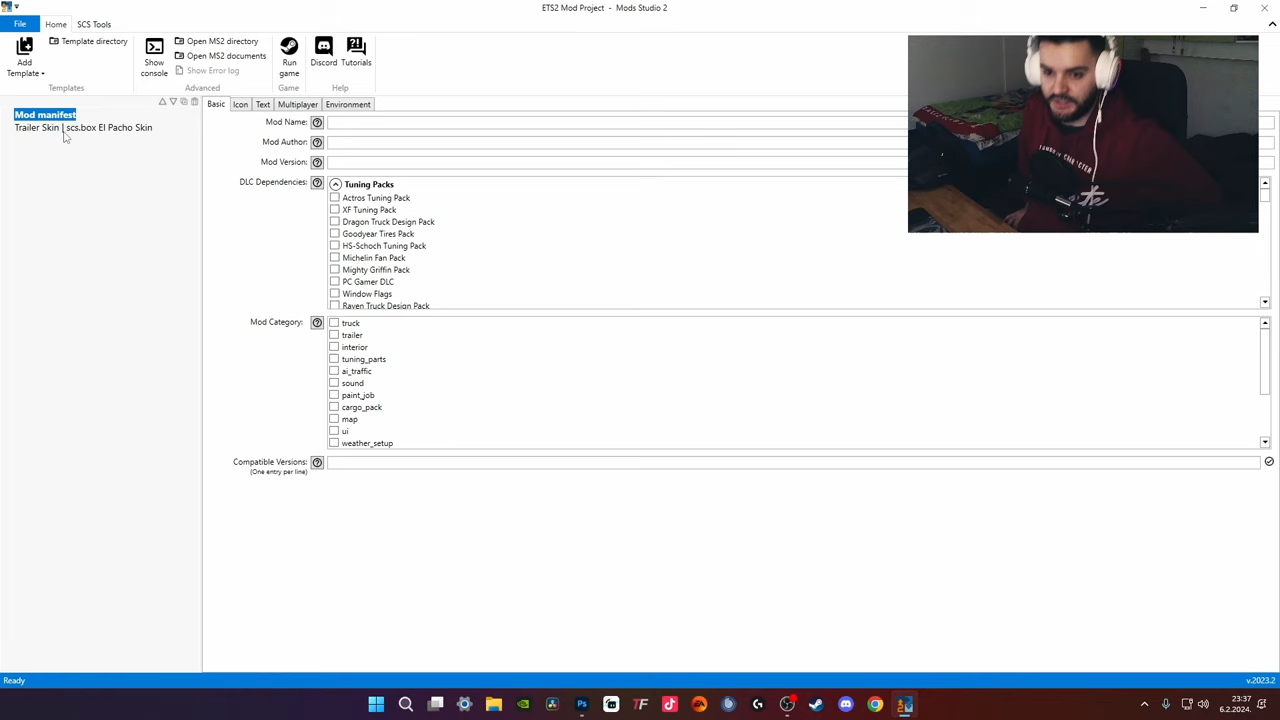 ETS2 Mod Project - Mods Studio 2
File
Home
SCS Tools
Add
Template
Template directory
Templates
Show
console
Open MS2 directory
Open MS2 documents
Show Error log
Advanced
Run
game
Game
Discord
Tutorials
Help
Mod manifest
Trailer Skin | scs.box El Pacho Skin
Basic
Icon
Text
Multiplayer
Environment
Mod Name:
Mod Author:
Mod Version:
DLC Dependencies:
Tuning Packs
Actros Tuning Pack
XF Tuning Pack
Dragon Truck Design Pack
Goodyear Tires Pack
HS-Schoch Tuning Pack
Michelin Fan Pack
Mighty Griffin Pack
PC Gamer DLC
Window Flags
Raven Truck Design Pack
Mod Category:
truck
trailer
interior
tuning_parts
ai_traffic
sound
paint_job
cargo_pack
map
ui
weather_setup
Compatible Versions:
(One entry per line)
Ready
v.2023.2
Ps
TF
23:37
6.2.2024.